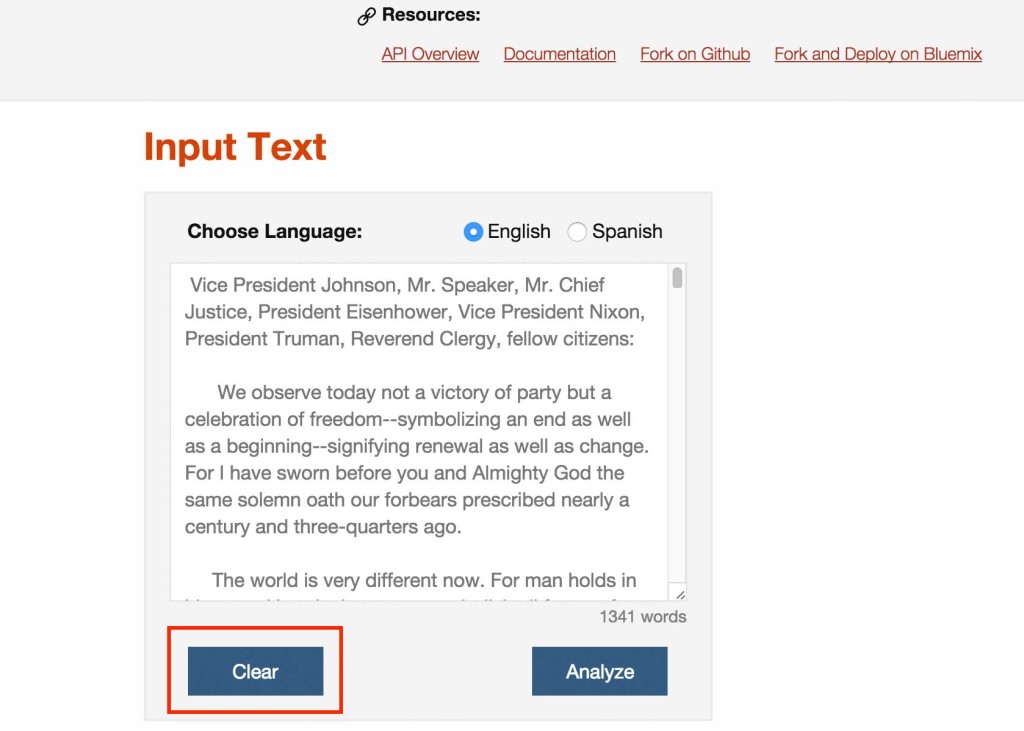 Resources:
API Overview Documentation Fork on Github Fork and Deploy on Bluemix
Input Text
Choose Language: English Spanish
Vice President Johnson, Mr. Speaker, Mr. Chief
Justice, President Eisenhower, Vice President Nixon,
President Truman, Reverend Clergy, fellow citizens:
We observe today not a victory of party but a
celebration of freedom--symbolizing an end as well
as a beginning--signifying renewal as well as change.
For I have sworn before you and Almighty God the
same solemn oath our forbears prescribed nearly a
century and three-quarters ago.
The world is very different now. For man holds in
1341 words
Clear Analyze